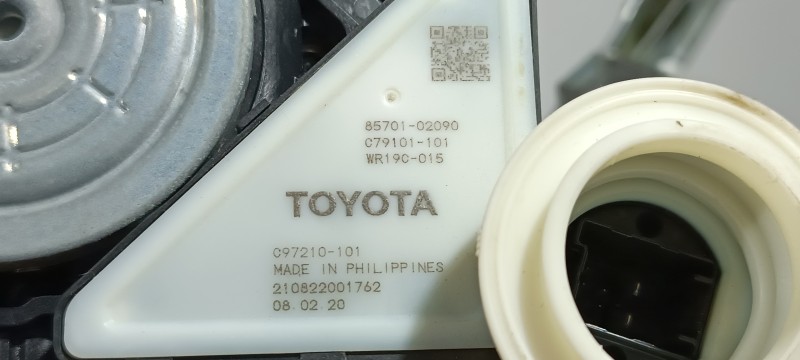 85701-02090
C79101-101
WR19C-015
TOYOTA
C97210-101
MADE IN PHILIPPINES
210822001762
08.02.20